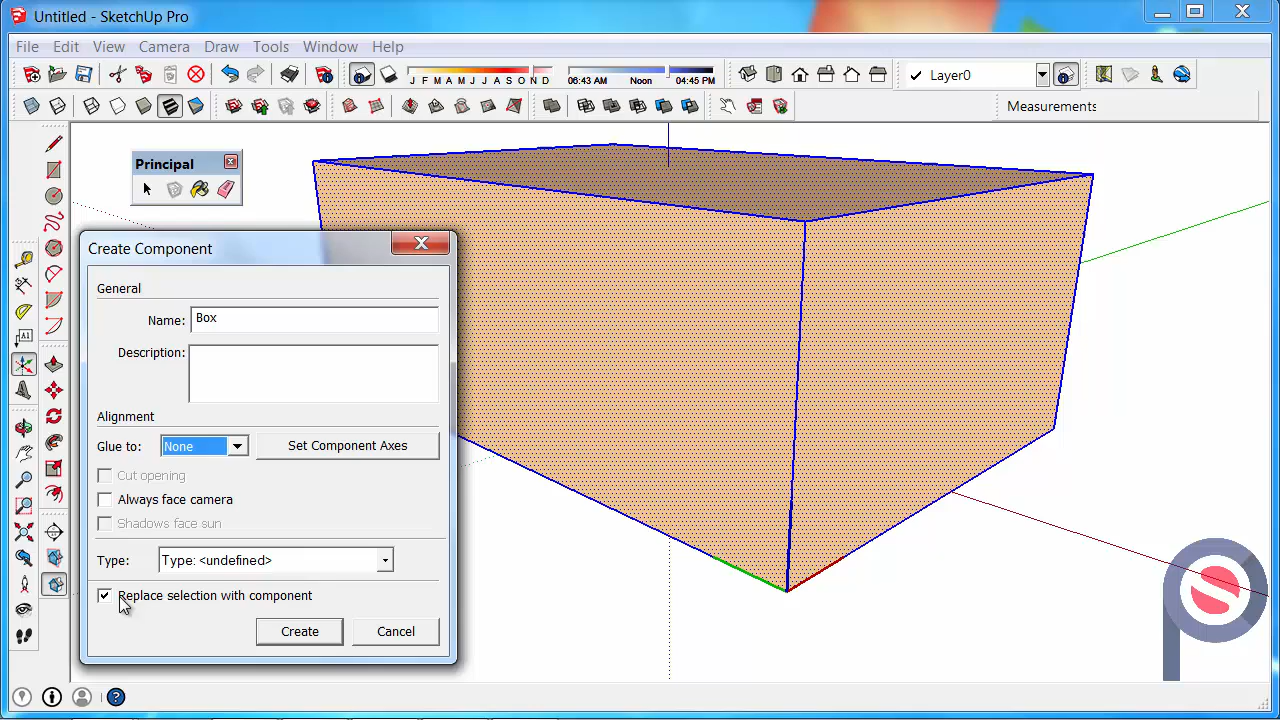 Untitled - SketchUp Pro
File Edit View Camera Draw Tools Window Help
J F M A M J J A S O N D
06:43 AM Noon 04:45 PM
Layer0
Measurements
Principal
Create Component
General
Name: Box
Description:
Alignment
Glue to: None
Set Component Axes
Cut opening
Always face camera
Shadows face sun
Type: Type: <undefined>
Replace selection with component
Create Cancel